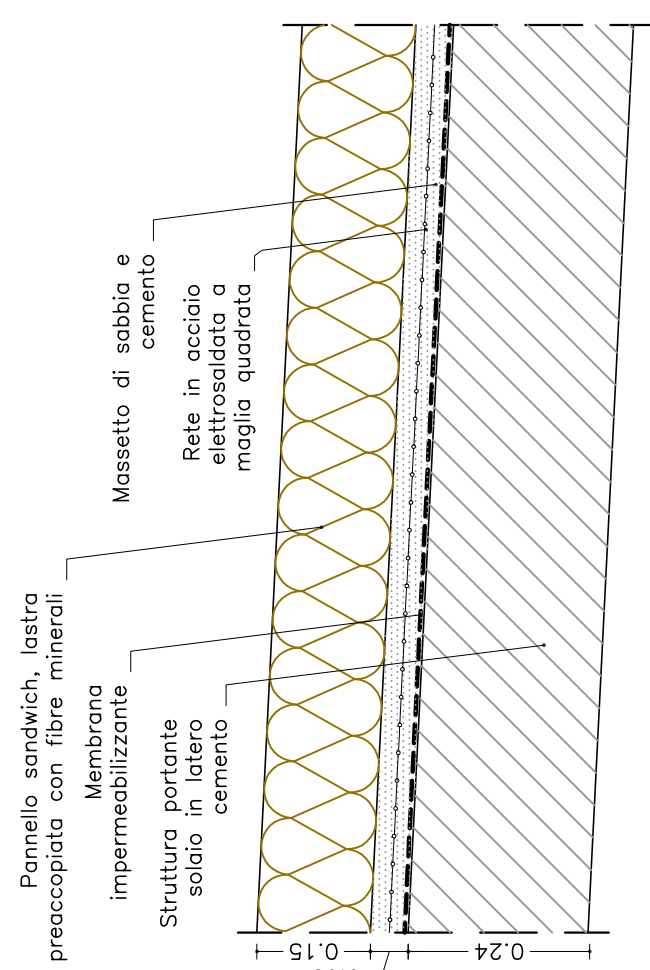 Pannello sandwich, lastra
preaccopiata con fibre minerali
Membrana
impermeabilizzante
Struttura portante
solaio in latero
cemento
Massetto di sabbia e
cemento
Rete in acciaio
elettrosaldata a
maglia quadrata
0.15
0.24